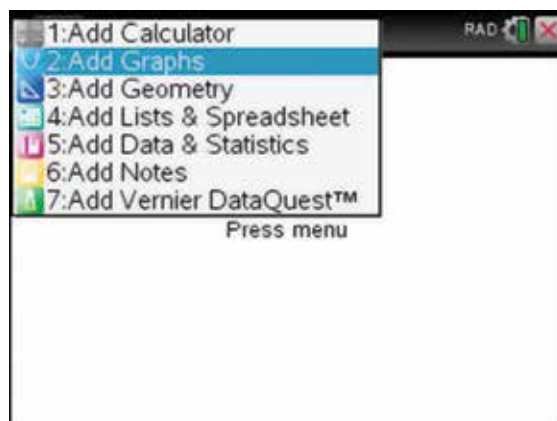 1:Add Calculator
RAD
2:Add Graphs
3:Add Geometry
4:Add Lists & Spreadsheet
5:Add Data & Statistics
6:Add Notes
7:Add Vernier DataQuest™
Press menu